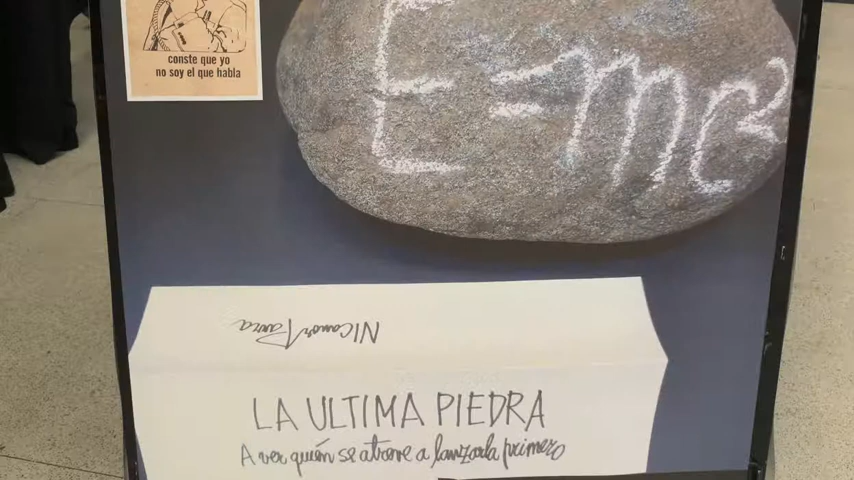 conste que yo
no soy el que habla
E=mc²
Nicanor Parra
LA ULTIMA PIEDRA
A ver quién se atreve a lanzarla primero